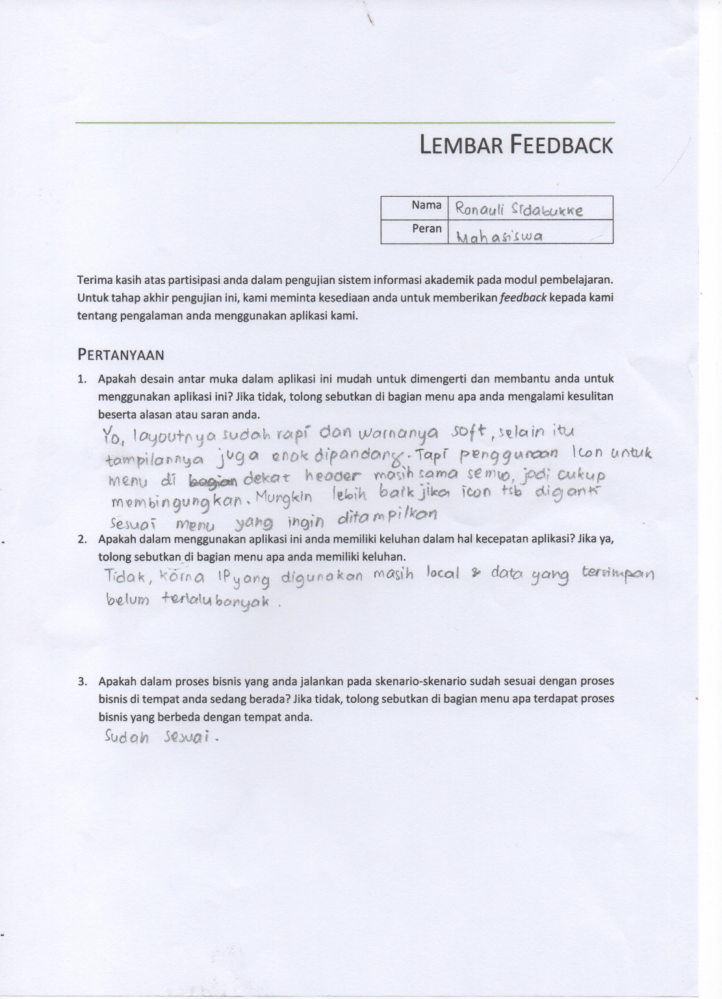 LEMBAR FEEDBACK
Nama Ronauli Sidabukke
Peran Mahasiswa
Terima kasih atas partisipasi anda dalam pengujian sistem informasi akademik pada modul pembelajaran.
Untuk tahap akhir pengujian ini, kami meminta kesediaan anda untuk memberikan feedback kepada kami
tentang pengalaman anda menggunakan aplikasi kami.
PERTANYAAN
1. Apakah desain antar muka dalam aplikasi ini mudah untuk dimengerti dan membantu anda untuk
menggunakan aplikasi ini? Jika tidak, tolong sebutkan di bagian menu apa anda mengalami kesulitan
beserta alasan atau saran anda.
Ya, layoutnya sudah rapi dan warnanya soft, selain itu
tampilannya juga enak dipandang. Tapi penggunaan Icon untuk
menu di bagian dekat header masih sama semua, jadi cukup
membingungkan. Mungkin lebih baik jika icon tsb diganti
sesuai menu yang ingin ditampilkan
2. Apakah dalam menggunakan aplikasi ini anda memiliki keluhan dalam hal kecepatan aplikasi? Jika ya,
tolong sebutkan di bagian menu apa anda memiliki keluhan.
Tidak, karna IP yang digunakan masih local & data yang tersimpan
belum terlalu banyak.
3. Apakah dalam proses bisnis yang anda jalankan pada skenario-skenario sudah sesuai dengan proses
bisnis di tempat anda sedang berada? Jika tidak, tolong sebutkan di bagian menu apa terdapat proses
bisnis yang berbeda dengan tempat anda.
Sudah sesuai.